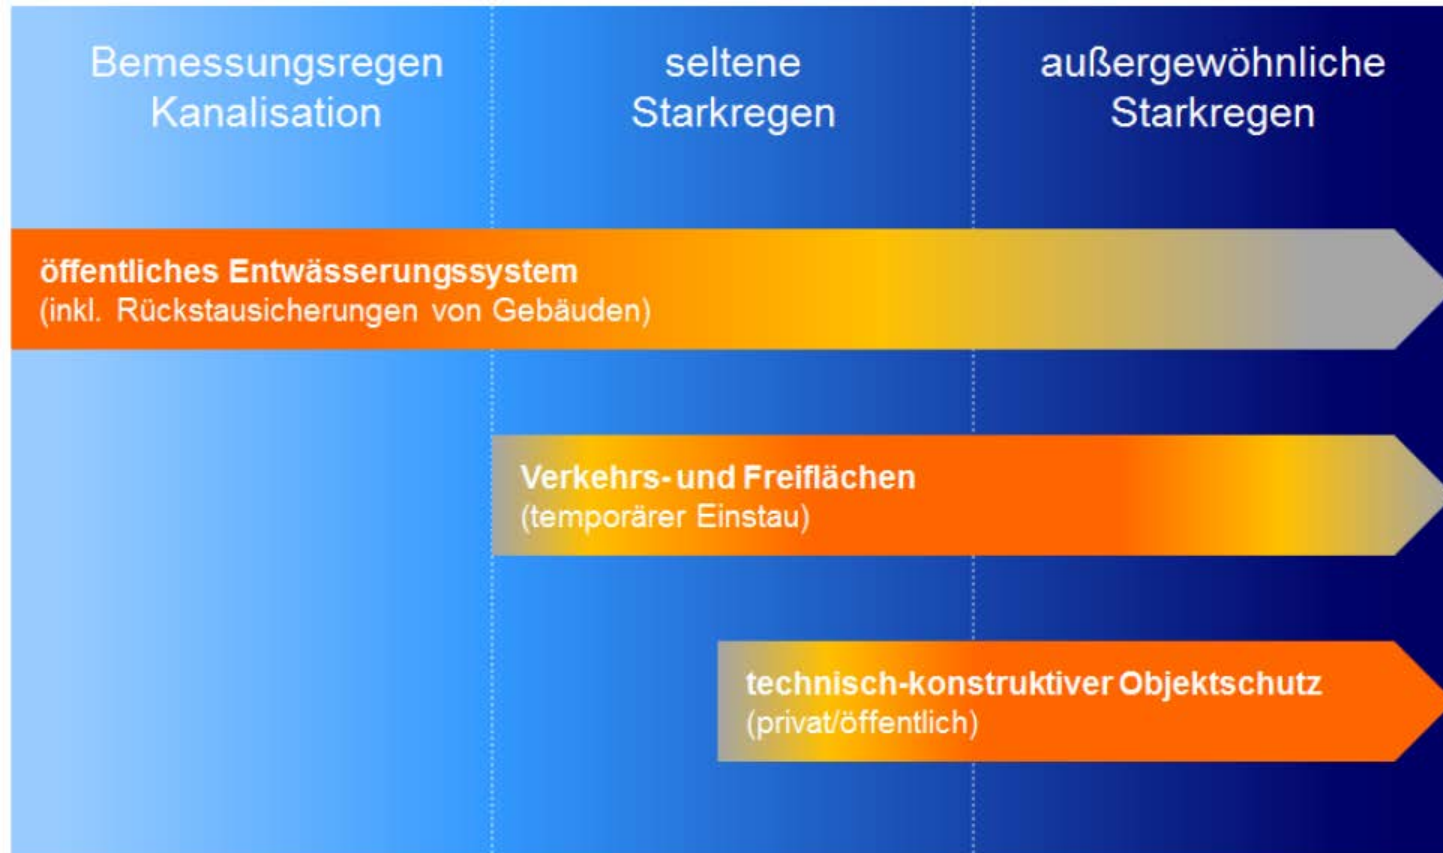 Bemessungsregen
Kanalisation
seltene
Starkregen
außergewöhnliche
Starkregen
öffentliches Entwässerungssystem
(inkl. Rückstausicherungen von Gebäuden)
Verkehrs- und Freiflächen
(temporärer Einstau)
technisch-konstruktiver Objektschutz
(privat/öffentlich)